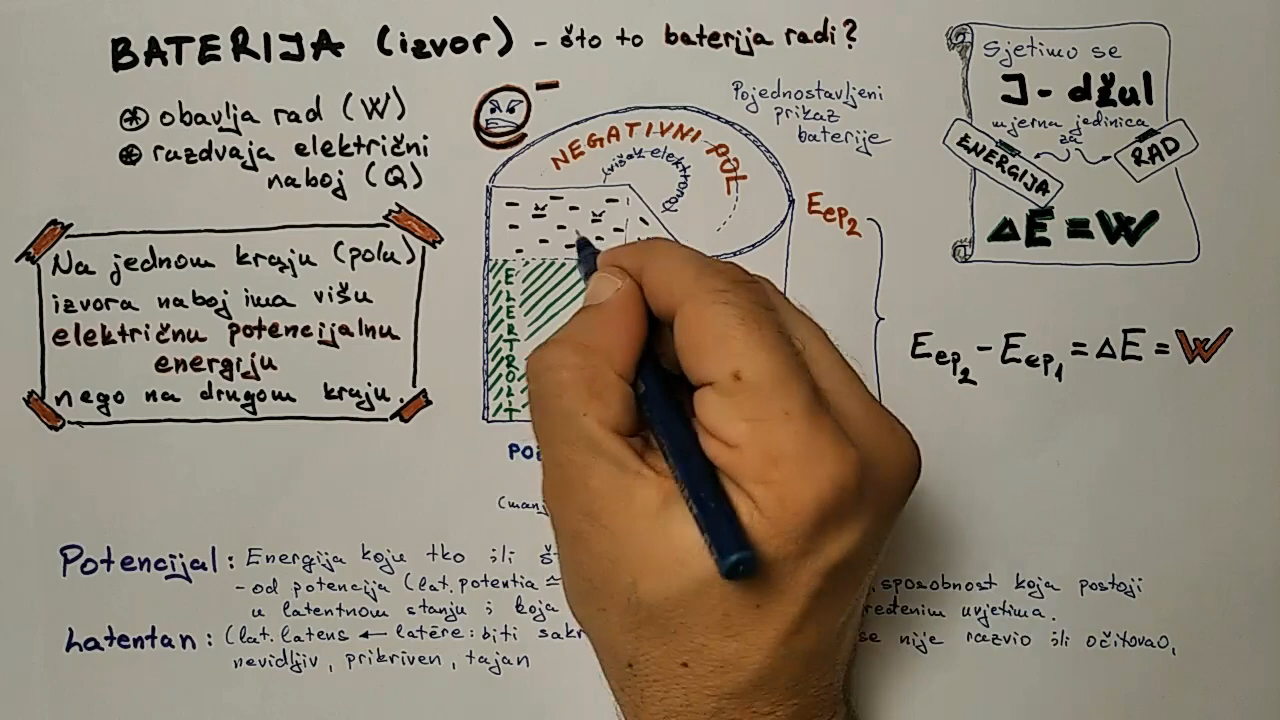 BATERIJA (izvor) - što to baterija radi?
⊛ obavlja rad (W)
⊛ razdvaja električni
naboj (Q)
Na jednom kraju (polu)
izvora naboj ima višu
električnu potencijalnu
energiju
nego na drugom kraju.
NEGATIVNI POL
(višak elektrona)
ELEKTROLIT
Pojednostavljeni
prikaz
baterije
Eep2
Sjetimo se
J - džul
mjerna jedinica
za
ENERGIJA
RAD
ΔE = W
Eep2 - Eep1 = ΔE = W
(manj
Potencijal: Energija koju tko ili
- od potencija (lat. potentia ≈ sposobnost koja postoji
u latentnom stanju i koja uvjetima.
Latentan: (lat. latens ← latēre: biti se nije razvio ili očitovao,
nevidljiv, prikriven, tajan